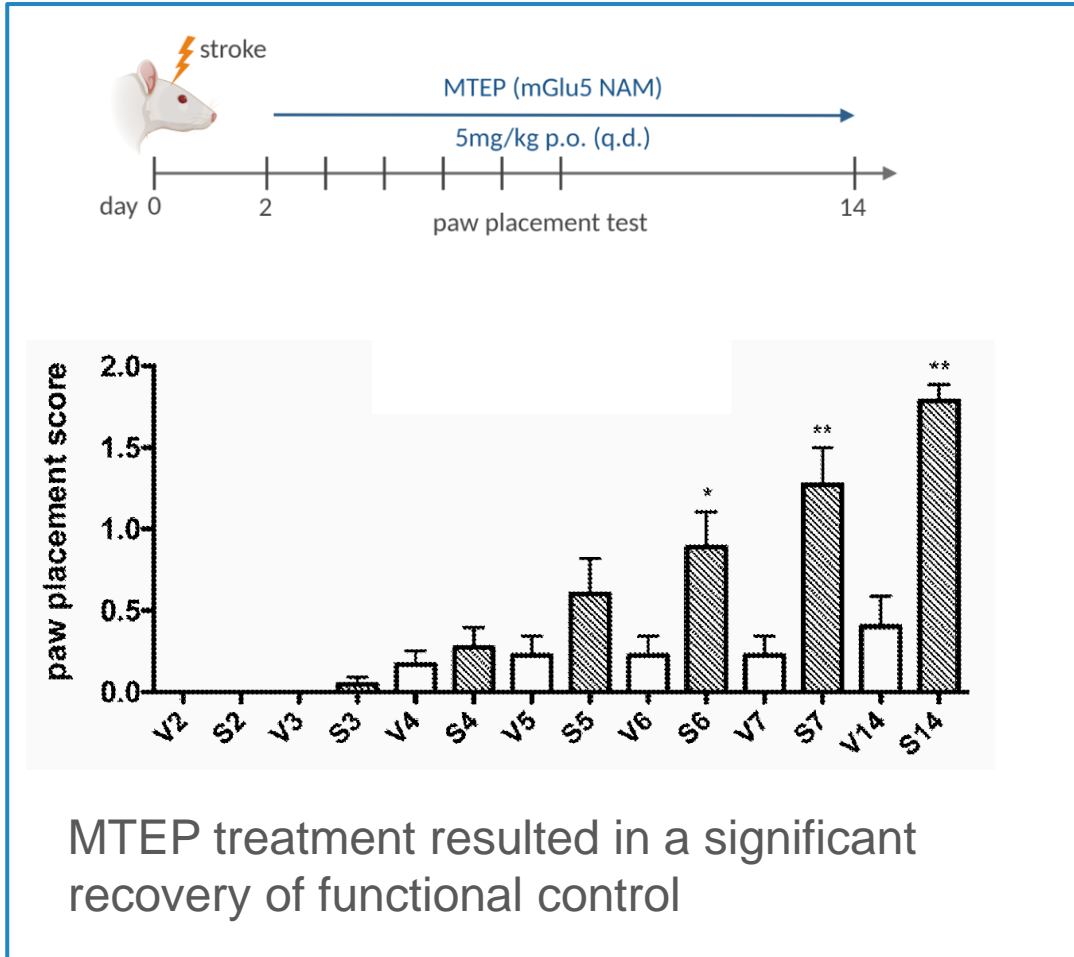 stroke
MTEP (mGlu5 NAM)
5mg/kg p.o. (q.d.)
day 0 2 14
paw placement test
paw placement score
2.0
1.5
1.0
0.5
0.0
* ** **
V2 S2 V3 S3 V4 S4 V5 S5 V6 S6 V7 S7 V14 S14
MTEP treatment resulted in a significant
recovery of functional control